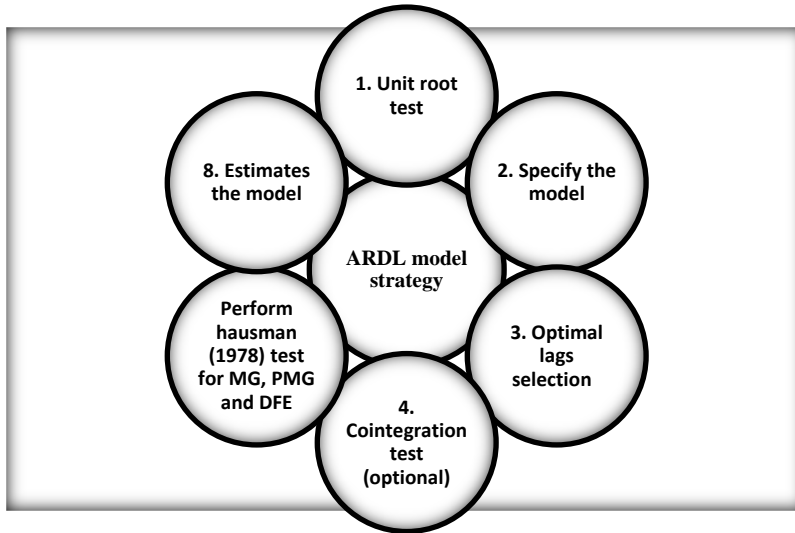 1. Unit root
test
2. Specify the
model
3. Optimal
lags
selection
4.
Cointegration
test
(optional)
Perform
hausman
(1978) test
for MG, PMG
and DFE
8. Estimates
the model
ARDL model
strategy